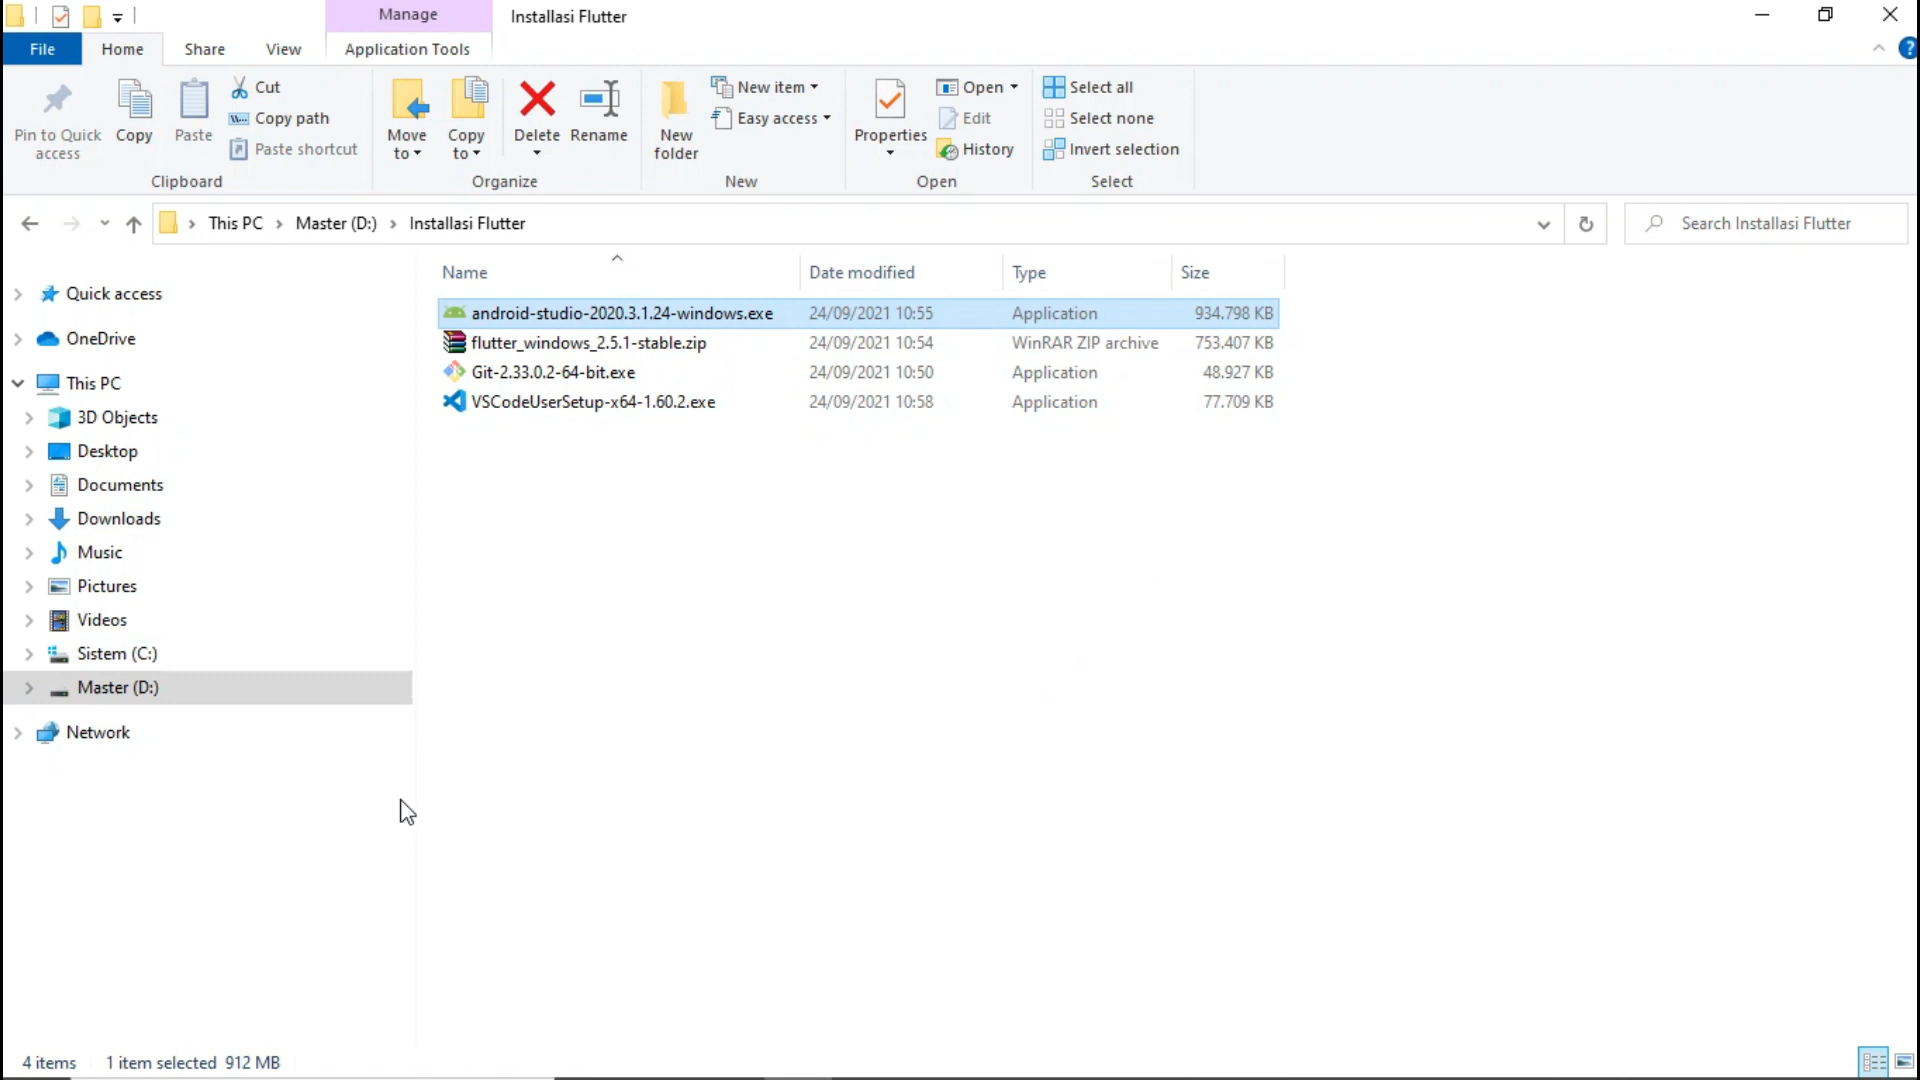 Manage
Installasi Flutter
File
Home
Share
View
Application Tools
?
Pin to Quick access
Copy
Paste
Cut
Copy path
Paste shortcut
Clipboard
Move to
Copy to
Delete
Rename
Organize
New folder
New item
Easy access
New
Properties
Open
Edit
History
Open
Select all
Select none
Invert selection
Select
This PC
Master (D:)
Installasi Flutter
Search Installasi Flutter
Quick access
OneDrive
This PC
3D Objects
Desktop
Documents
Downloads
Music
Pictures
Videos
Sistem (C:)
Master (D:)
Network
Name Date modified Type Size
android-studio-2020.3.1.24-windows.exe 24/09/2021 10:55 Application 934.798 KB
flutter_windows_2.5.1-stable.zip 24/09/2021 10:54 WinRAR ZIP archive 753.407 KB
Git-2.33.0.2-64-bit.exe 24/09/2021 10:50 Application 48.927 KB
VSCodeUserSetup-x64-1.60.2.exe 24/09/2021 10:58 Application 77.709 KB
4 items 1 item selected 912 MB